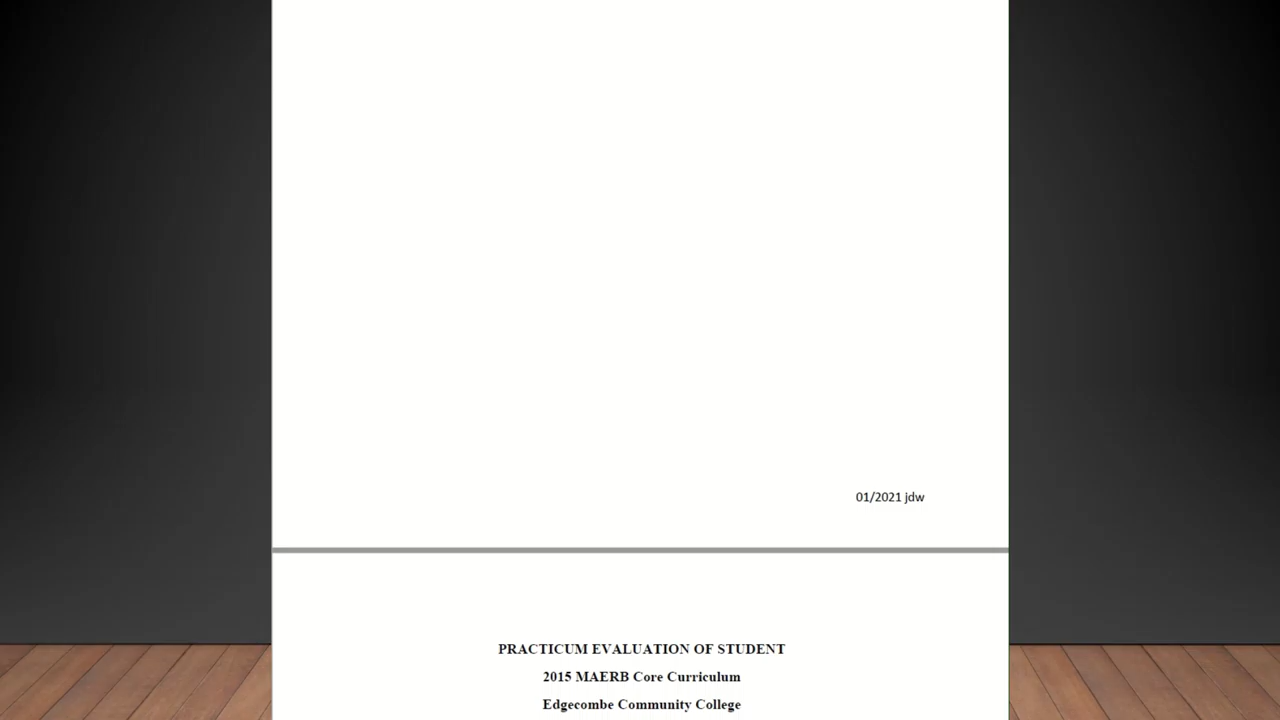 01/2021 jdw
PRACTICUM EVALUATION OF STUDENT
2015 MAERB Core Curriculum
Edgecombe Community College